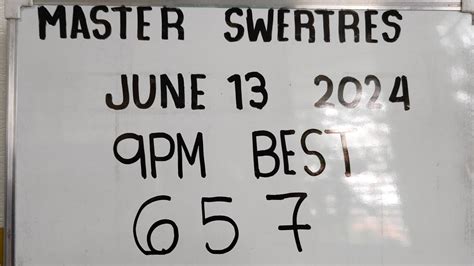 MASTER SWERTRES
JUNE 13 2024
9PM BEST
657